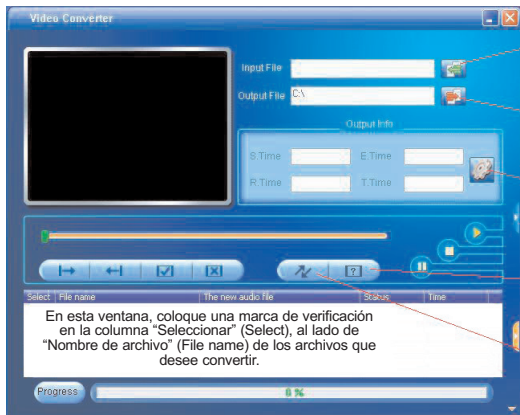 Video Converter
Input File
Output File C:\
Output Info
S.Time E.Time
R.Time T.Time
Select File name The new audio file Status Time
En esta ventana, coloque una marca de verificación
en la columna “Seleccionar” (Select), al lado de
“Nombre de archivo” (File name) de los archivos que
desee convertir.
Progress 0 %